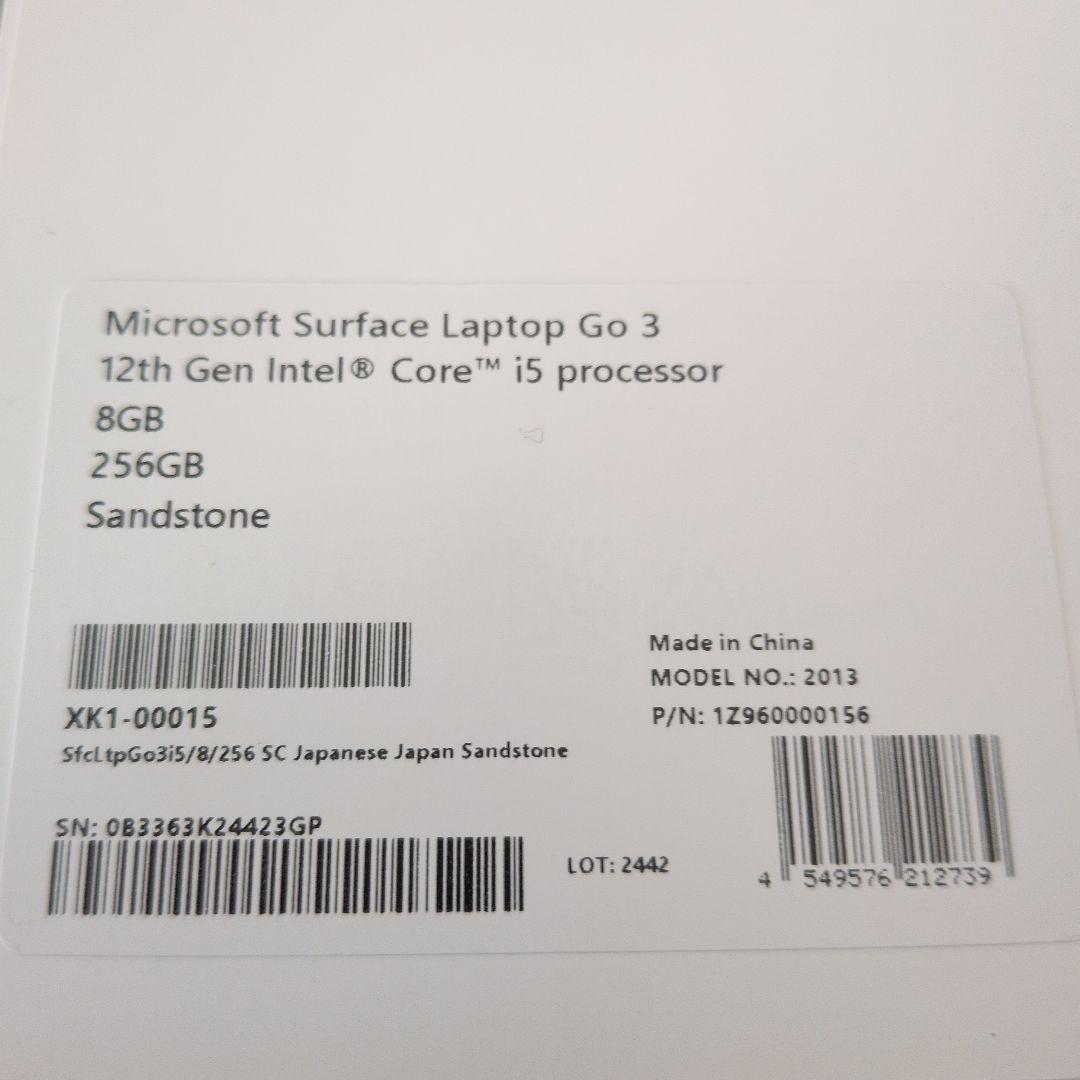 Microsoft Surface Laptop Go 3
12th Gen Intel® Core™ i5 processor
8GB
256GB
Sandstone
XK1-00015
SfcLtpGo3i5/8/256 SC Japanese Japan Sandstone
SN: 0B3363K24423GP
Made in China
MODEL NO.: 2013
P/N: 1Z960000156
LOT: 2442
4 549576 212739